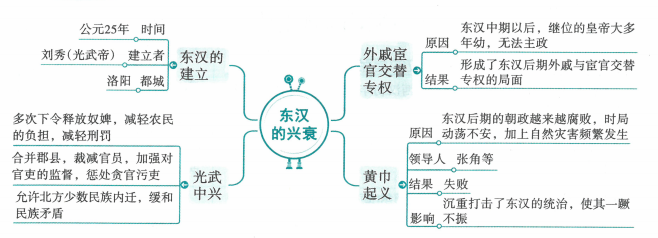 公元25年 时间
刘秀(光武帝) 建立者
洛阳 都城
东汉的
建立
多次下令释放奴婢，减轻农民
的负担，减轻刑罚
合并郡县，裁减官员，加强对
官吏的监督，惩处贪官污吏
允许北方少数民族内迁，缓和
民族矛盾
光武
中兴
东汉
的兴衰
外戚宦
官交替
专权
原因
东汉中期以后，继位的皇帝大多
年幼，无法主政
结果
形成了东汉后期外戚与宦官交替
专权的局面
黄巾
起义
原因
东汉后期的朝政越来越腐败，时局
动荡不安，加上自然灾害频繁发生
领导人 张角等
结果 失败
影响
沉重打击了东汉的统治，使其一蹶
不振